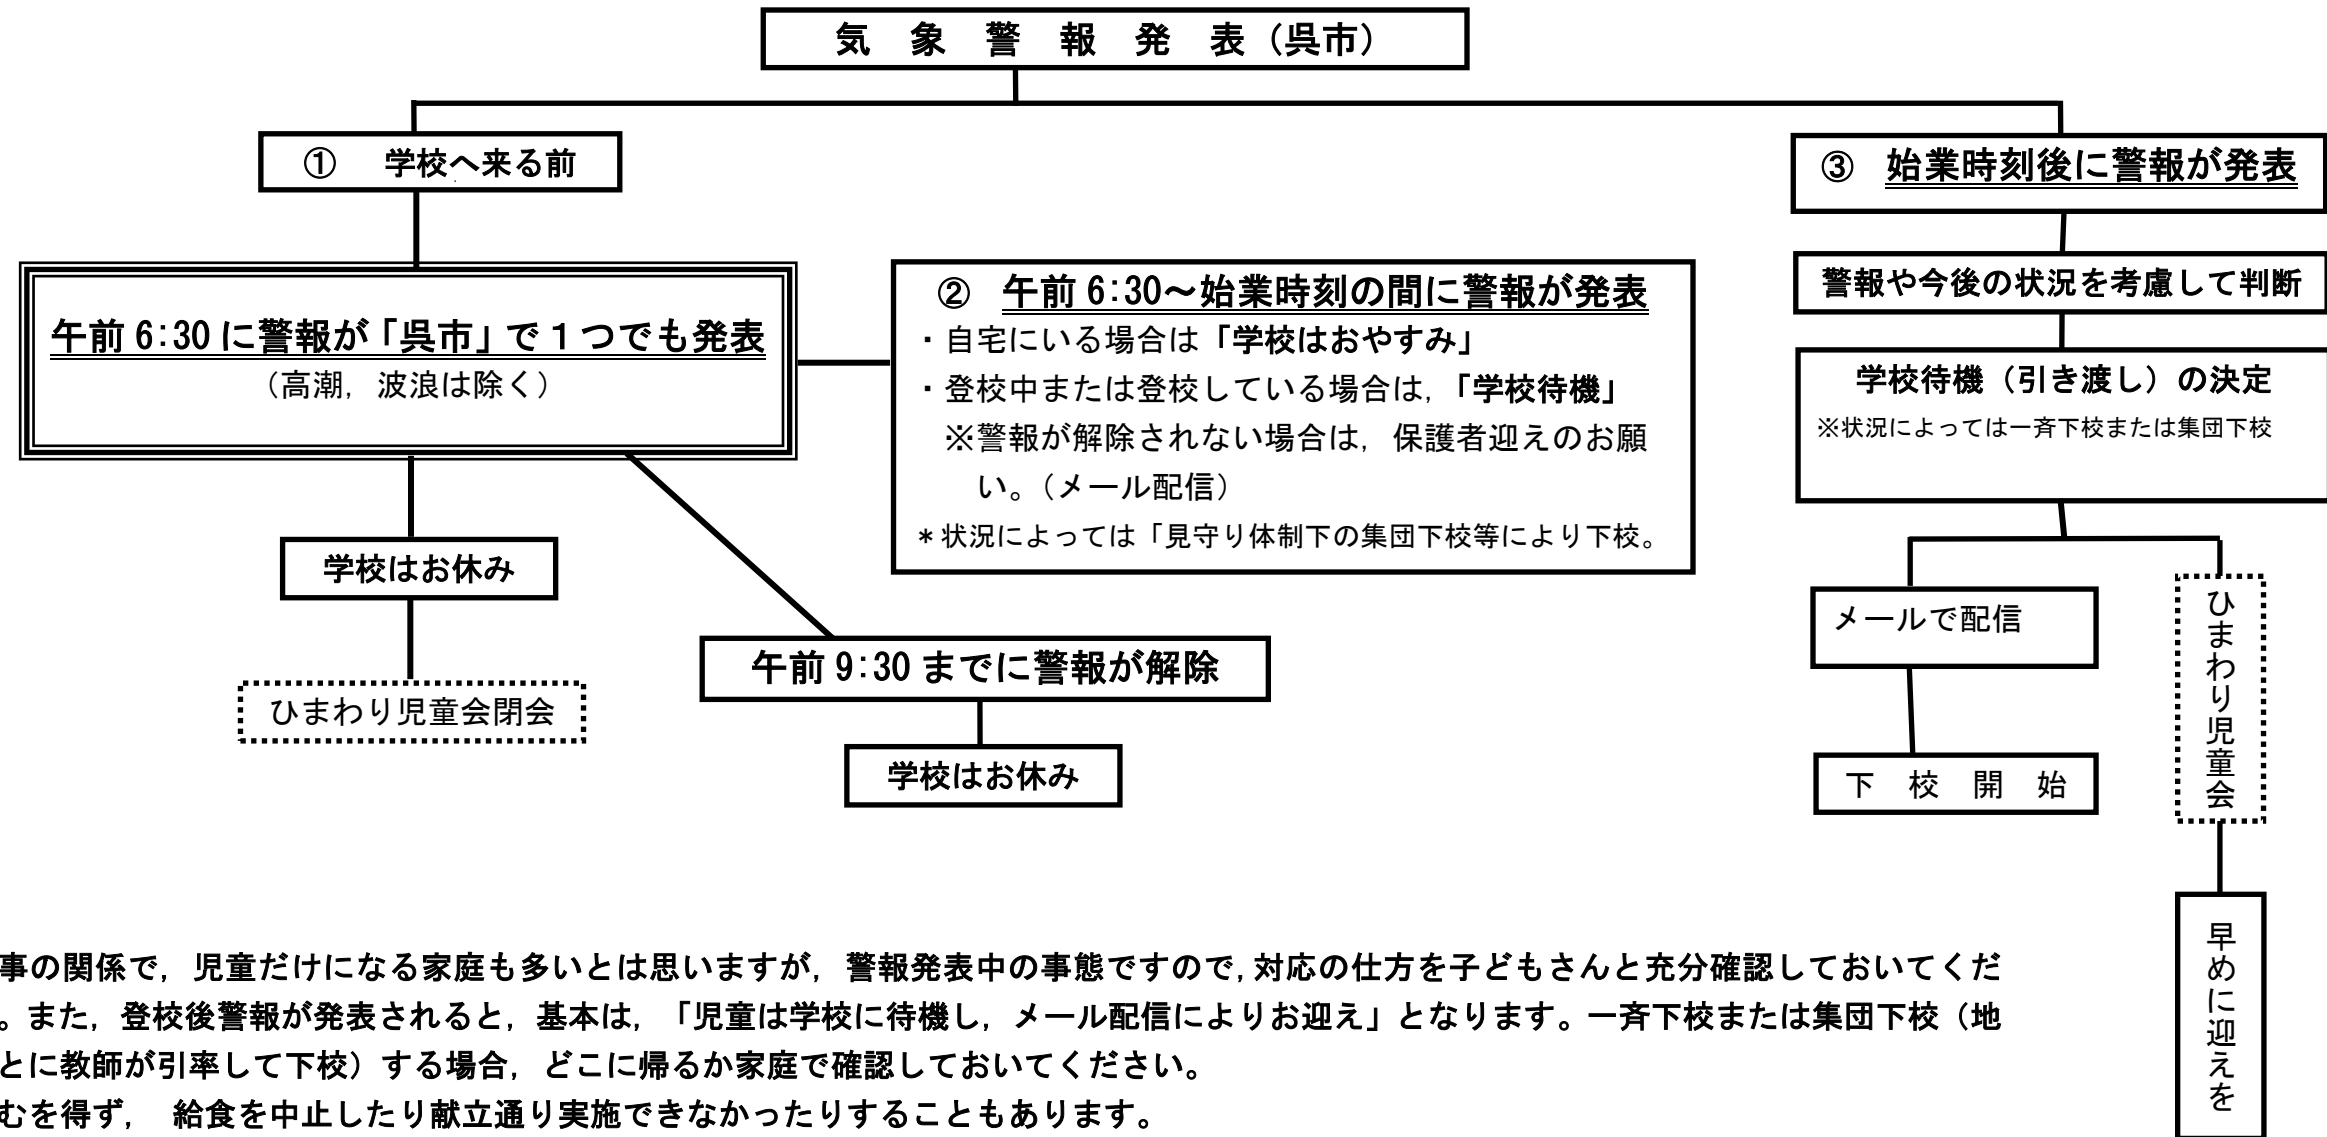 気 象 警 報 発 表（呉市）
① 学校へ来る前
午前 6:30 に警報が「呉市」で１つでも発表
（高潮，波浪は除く）
学校はお休み
ひまわり児童会閉会
午前 9:30 までに警報が解除
学校はお休み
② 午前 6:30～始業時刻の間に警報が発表
・自宅にいる場合は「学校はおやすみ」
・登校中または登校している場合は，「学校待機」
※警報が解除されない場合は，保護者迎えのお願
い。（メール配信）
＊状況によっては「見守り体制下の集団下校等により下校。
③ 始業時刻後に警報が発表
警報や今後の状況を考慮して判断
学校待機（引き渡し）の決定
※状況によっては一斉下校または集団下校
メールで配信
下 校 開 始
ひまわり児童会
早めに迎えを
事の関係で，児童だけになる家庭も多いとは思いますが，警報発表中の事態ですので,対応の仕方を子どもさんと充分確認しておいてくだ
。また，登校後警報が発表されると，基本は，「児童は学校に待機し，メール配信によりお迎え」となります。一斉下校または集団下校（地
とに教師が引率して下校）する場合，どこに帰るか家庭で確認しておいてください。
むを得ず， 給食を中止したり献立通り実施できなかったりすることもあります。